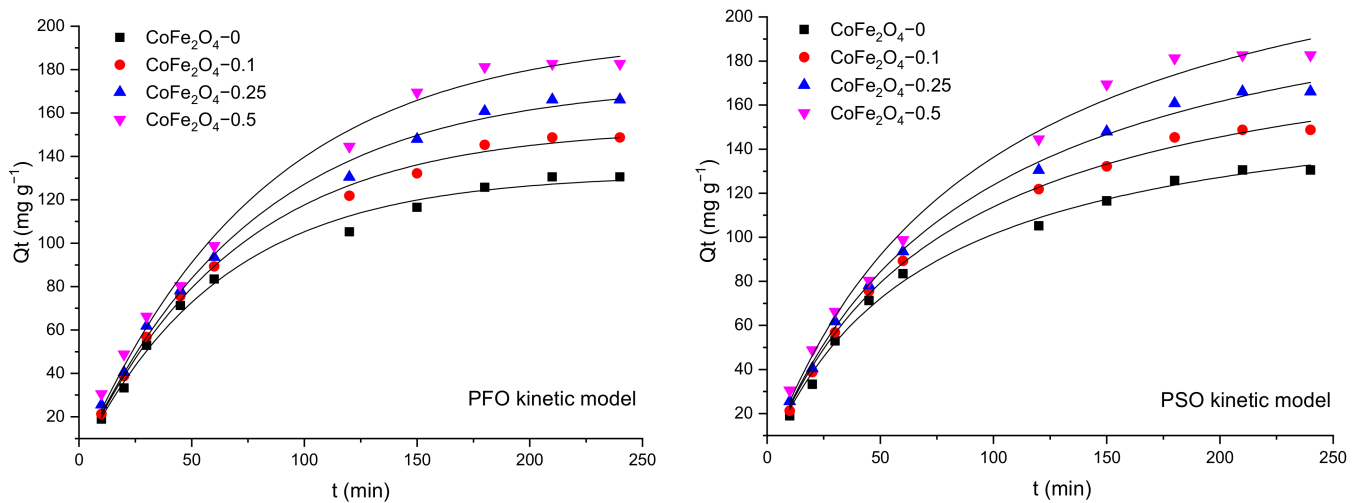 200
180
160
140
120
100
80
60
40
20
Qt (mg g⁻¹)
CoFe₂O₄−0
CoFe₂O₄−0.1
CoFe₂O₄−0.25
CoFe₂O₄−0.5
PFO kinetic model
0 50 100 150 200 250
t (min)
200
180
160
140
120
100
80
60
40
20
Qt (mg g⁻¹)
CoFe₂O₄−0
CoFe₂O₄−0.1
CoFe₂O₄−0.25
CoFe₂O₄−0.5
PSO kinetic model
0 50 100 150 200 250
t (min)